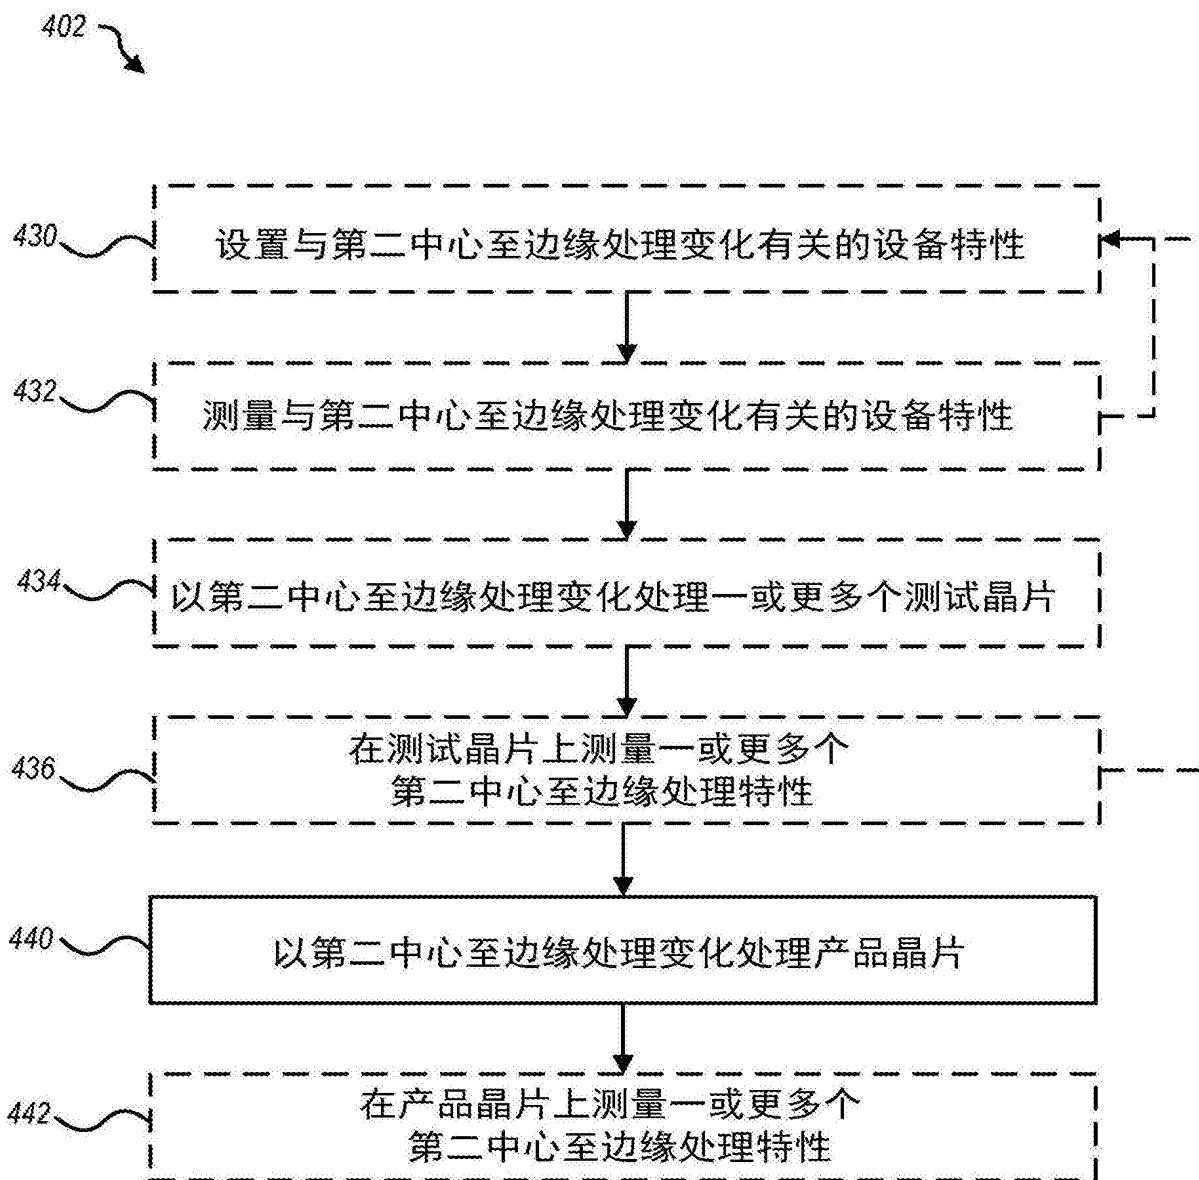 402
430
设置与第二中心至边缘处理变化有关的设备特性
432
测量与第二中心至边缘处理变化有关的设备特性
434
以第二中心至边缘处理变化处理一或更多个测试晶片
436
在测试晶片上测量一或更多个
第二中心至边缘处理特性
440
以第二中心至边缘处理变化处理产品晶片
442
在产品晶片上测量一或更多个
第二中心至边缘处理特性